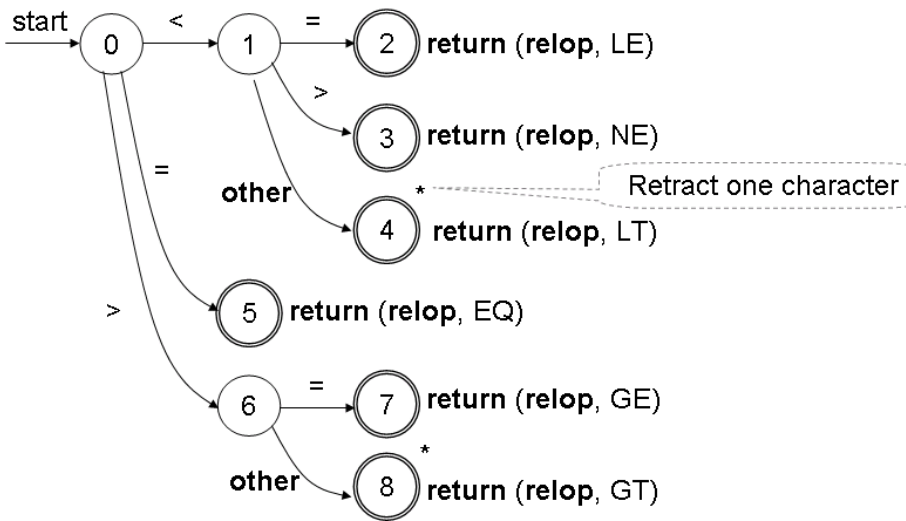 start
<
=
0
1
2
return (relop, LE)
>
3
return (relop, NE)
=
other
*
Retract one character
4
return (relop, LT)
>
5
return (relop, EQ)
=
6
7
return (relop, GE)
other
*
8
return (relop, GT)